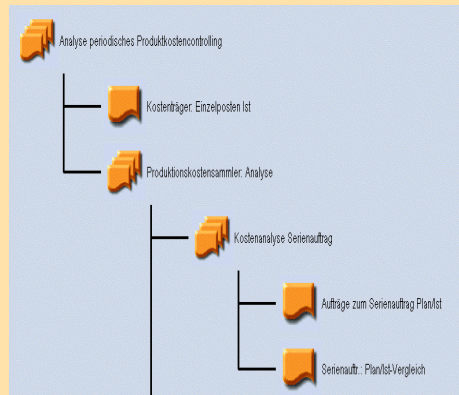 Analyse periodisches Produktkostencontrolling
Kostenträger: Einzelposten Ist
Produktionskostensammler: Analyse
Kostenanalyse Serienauftrag
Aufträge zum Serienauftrag Plan/Ist
Serienauftr.: Plan/Ist-Vergleich